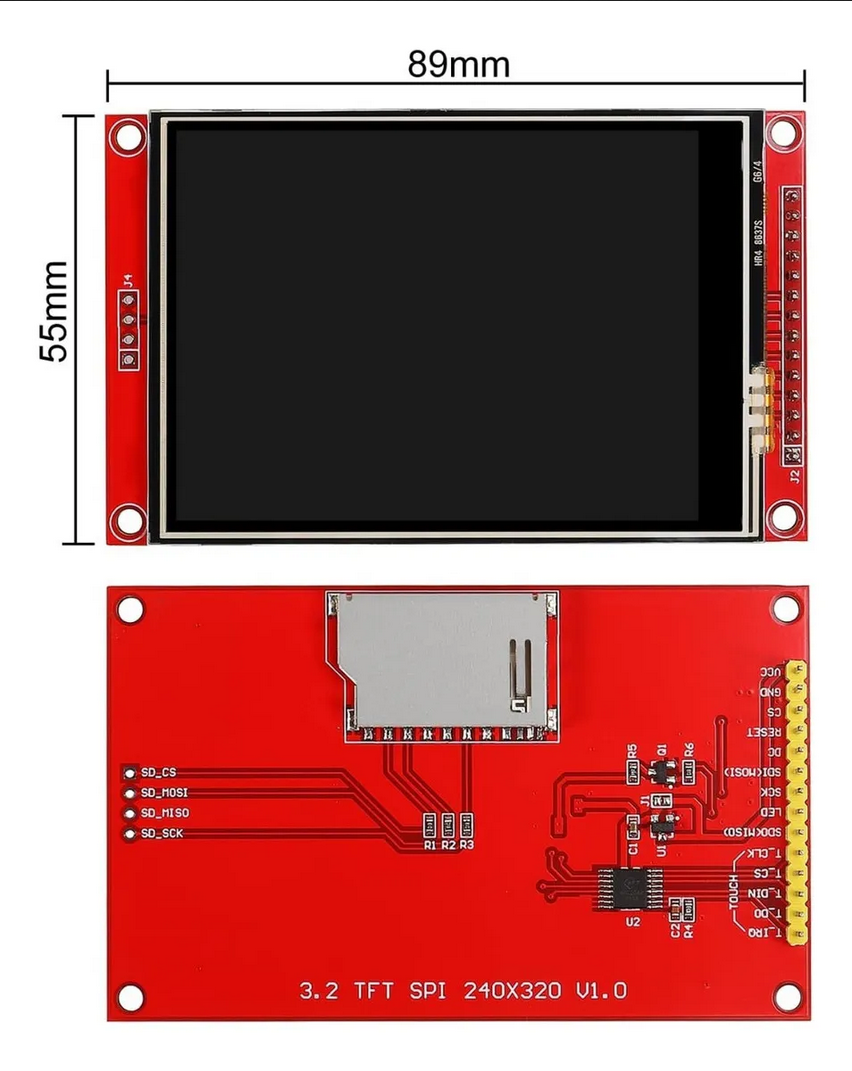 89mm
55mm
J4
G6/4
HR4 8B37S
J2
VCC
GND
CS
RESET
DC
SDI(MOSI)
SCK
LED
SDO(MISO)
T_CLK
T_CS
T_DIN
T_DO
T_IRQ
TOUCH
SD_CS
SD_MOSI
SD_MISO
SD_SCK
R1 R2 R3
R5
Q1
R6
J1
C1
U1
U2
C2
R4
3.2 TFT SPI 240X320 V1.0